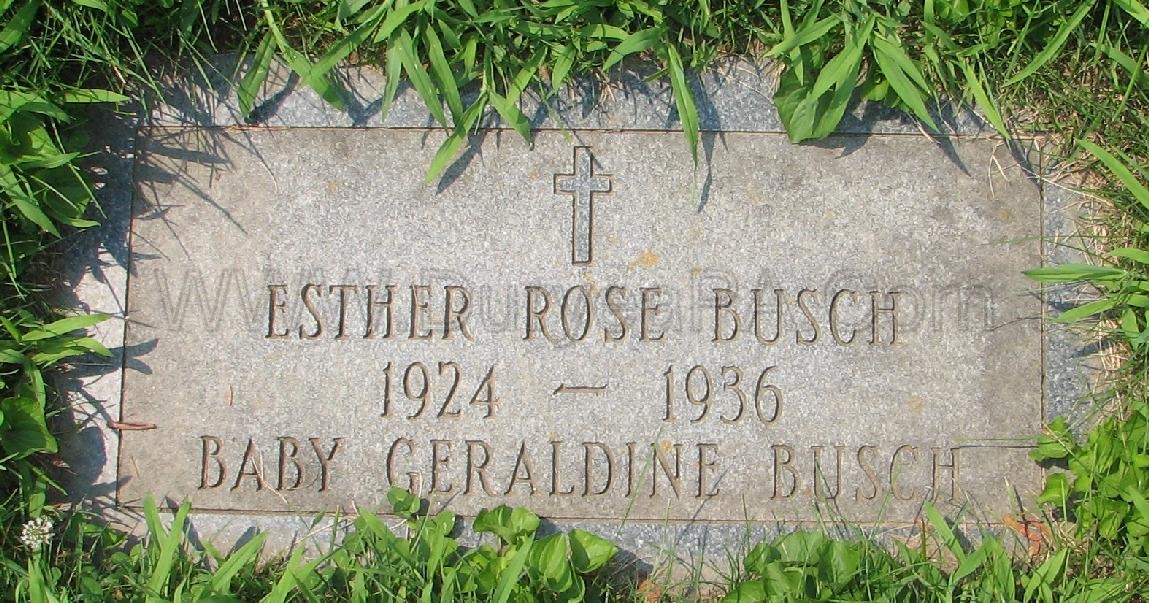 ESTHER ROSE BUSCH
1924 - 1936
BABY GERALDINE BUSCH